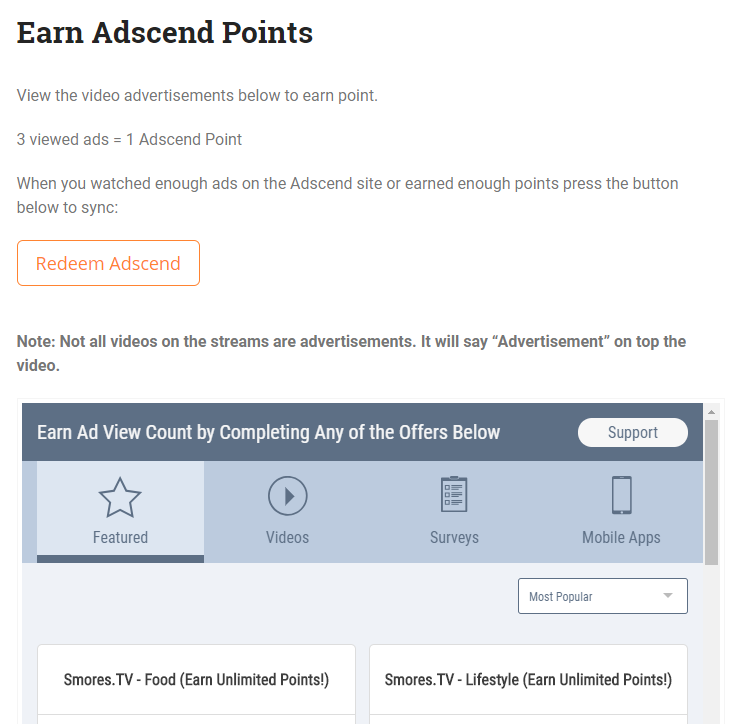 Earn Adscend Points
View the video advertisements below to earn point.
3 viewed ads = 1 Adscend Point
When you watched enough ads on the Adscend site or earned enough points press the button
below to sync:
Redeem Adscend
Note: Not all videos on the streams are advertisements. It will say “Advertisement” on top the
video.
Earn Ad View Count by Completing Any of the Offers Below
Support
Featured
Videos
Surveys
Mobile Apps
Most Popular
Smores.TV - Food (Earn Unlimited Points!)
Smores.TV - Lifestyle (Earn Unlimited Points!)